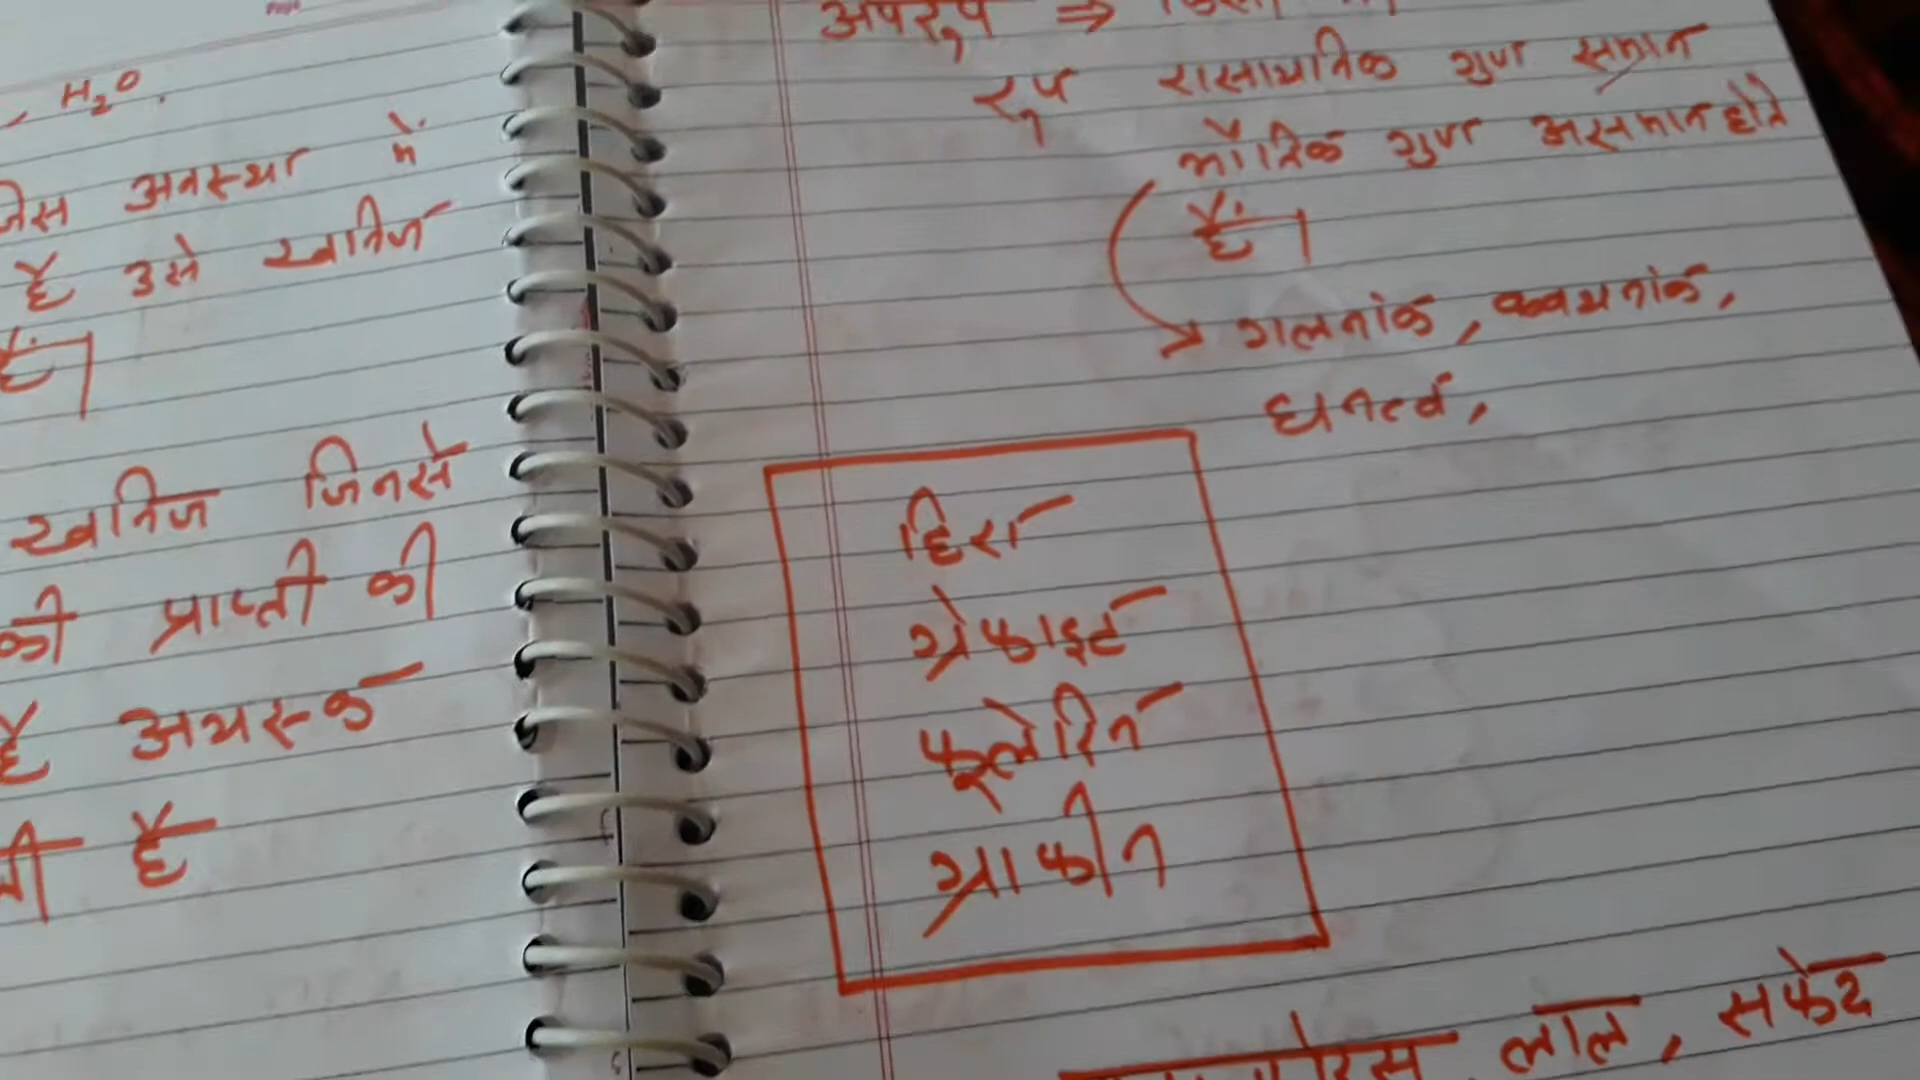 H₂O.
जिस अवस्था में
है उसे खनिज
है।
खनिज जिनसे
की प्राप्ती की
है अयस्क
है
अपरूप ⇒
रूप रासायनिक गुण समान
भौतिक गुण असमान होते
हैं।
→ गलनांक, क्वथनांक,
घनत्व,
हिरा
ग्रेफाइट
फूलेरिन
ग्राफीन
लाल, सफेद